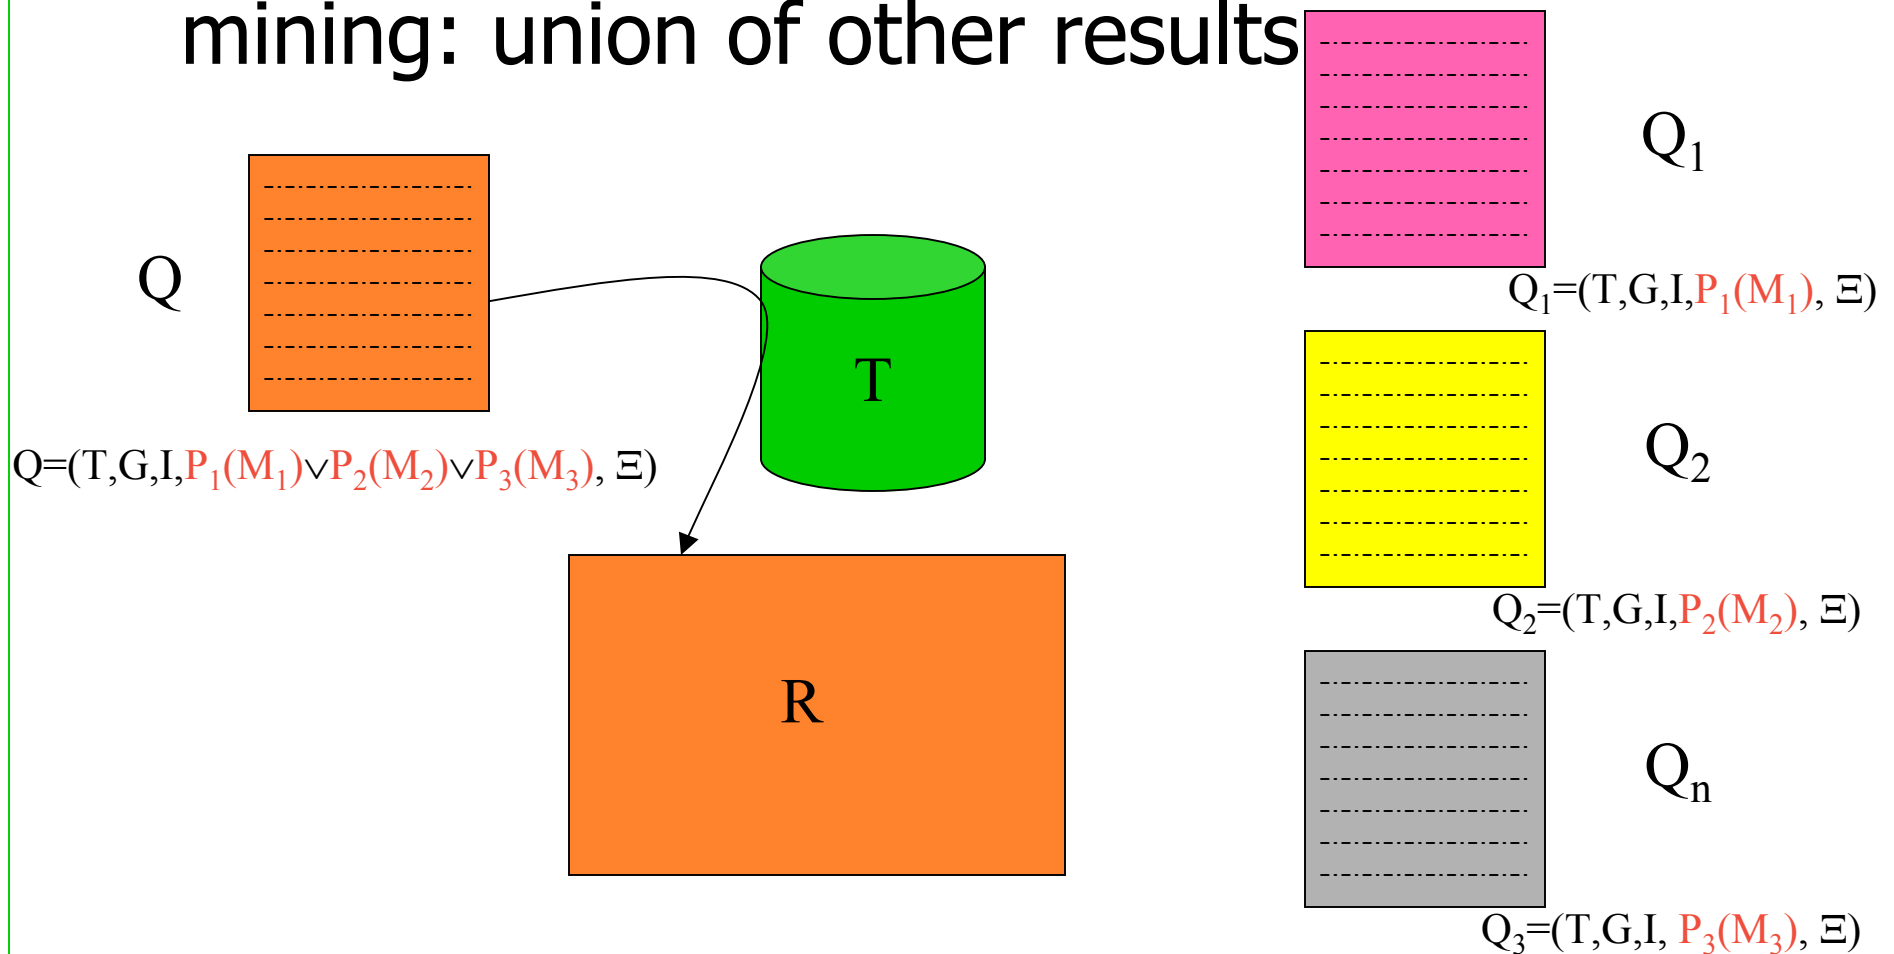 mining: union of other results
Q
Q=(T,G,I,P₁(M₁)∨P₂(M₂)∨P₃(M₃), Ξ)
T
R
Q₁
Q₁=(T,G,I,P₁(M₁), Ξ)
Q₂
Q₂=(T,G,I,P₂(M₂), Ξ)
Qₙ
Q₃=(T,G,I, P₃(M₃), Ξ)